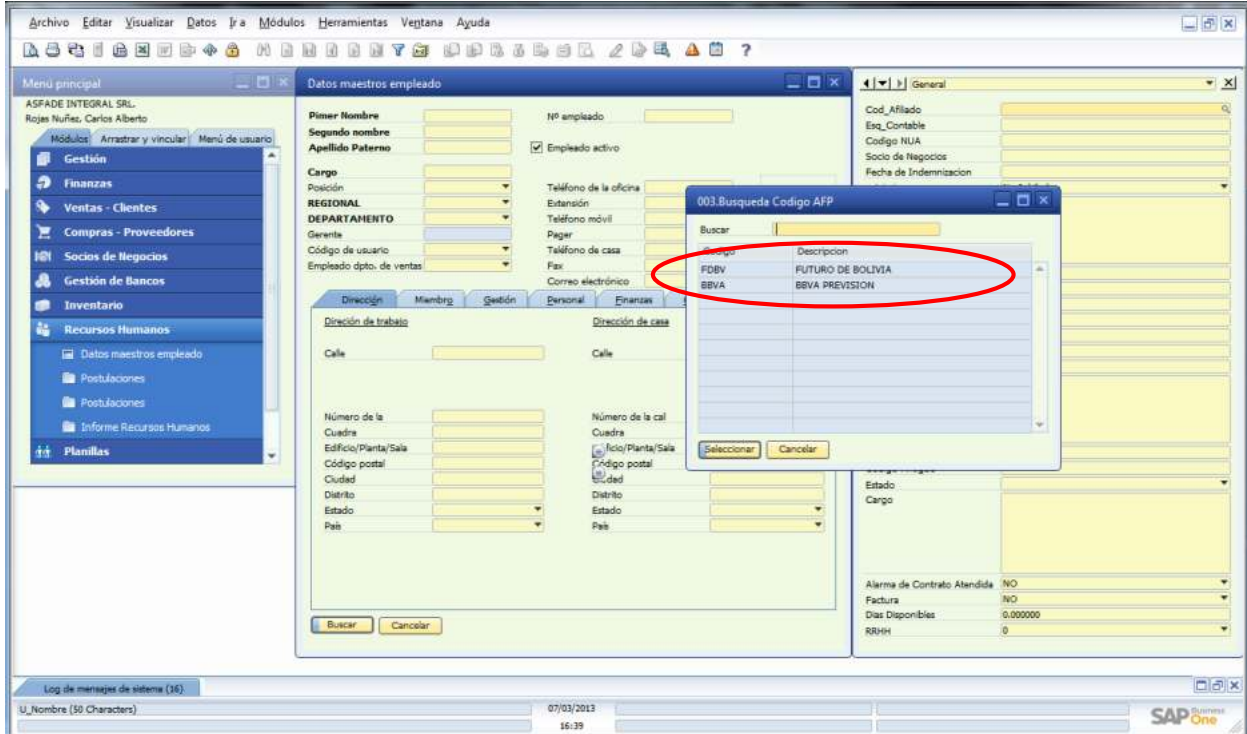 Archivo Editar Visualizar Datos Ir a Módulos Herramientas Ventana Ayuda
Menú principal
ASFADE INTEGRAL SRL.
Rojas Nuñez, Carlos Alberto
Módulos Arrastrar y vincular Menú de usuario
Gestión
Finanzas
Ventas - Clientes
Compras - Proveedores
Socios de Negocios
Gestión de Bancos
Inventario
Recursos Humanos
Datos maestros empleado
Postulaciones
Postulaciones
Informe Recursos Humanos
Planillas
Datos maestros empleado
Pimer Nombre
Segundo nombre
Apellido Paterno
Cargo
Posición
REGIONAL
DEPARTAMENTO
Gerente
Código de usuario
Empleado dpto. de ventas
Nº empleado
Empleado activo
Teléfono de la oficina
Extensión
Teléfono móvil
Pager
Teléfono de casa
Fax
Correo electrónico
Dirección Miembro Gestión Personal Finanzas
Direción de trabajo
Calle
Número de la
Cuadra
Edificio/Planta/Sala
Código postal
Ciudad
Distrito
Estado
País
Dirección de casa
Calle
Número de la cal
Cuadra
ficio/Planta/Sala
Código postal
Distrito
Estado
País
Buscar Cancelar
003.Busqueda Codigo AFP
Buscar
Codigo Descripcion
FDBV FUTURO DE BOLIVIA
BBVA BBVA PREVISION
Seleccionar Cancelar
General
Cod_Afilado
Esq_Contable
Codigo NUA
Socio de Negocios
Fecha de Indemnizacion
Estado
Cargo
Alarma de Contrato Atendida NO
Factura NO
Dias Disponibles 0.000000
RRHH 0
Log de mensajes de sistema (16)
U_Nombre (50 Characters)
07/03/2013
16:39
SAP Business One